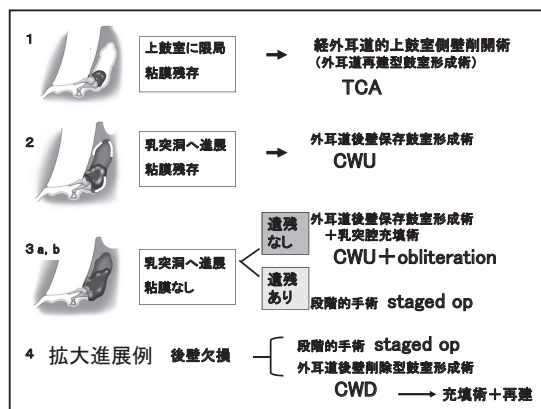 1
上鼓室に限局
粘膜残存
経外耳道的上鼓室側壁削開術
(外耳道再建型鼓室形成術)
TCA
2
乳突洞へ進展
粘膜残存
外耳道後壁保存鼓室形成術
CWU
3 a, b
乳突洞へ進展
粘膜なし
遺残
なし
外耳道後壁保存鼓室形成術
＋乳突腔充填術
CWU＋obliteration
遺残
あり
段階的手術 staged op
4 拡大進展例 後壁欠損
段階的手術 staged op
外耳道後壁削除型鼓室形成術
CWD
充填術＋再建